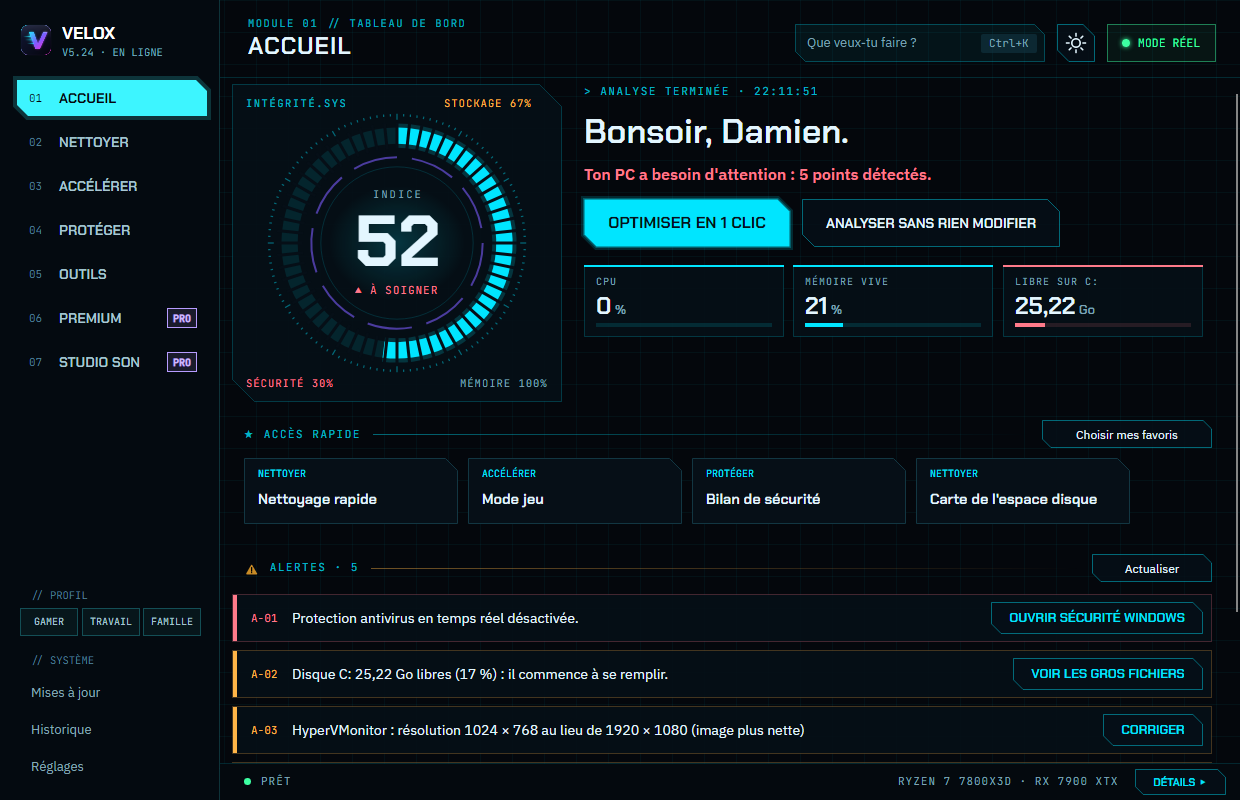 VELOX
V5.24 · EN LIGNE
01 ACCUEIL
02 NETTOYER
03 ACCÉLÉRER
04 PROTÉGER
05 OUTILS
06 PREMIUM PRO
07 STUDIO SON PRO
// PROFIL
GAMER TRAVAIL FAMILLE
// SYSTÈME
Mises à jour
Historique
Réglages
MODULE 01 // TABLEAU DE BORD
ACCUEIL
Que veux-tu faire ? Ctrl+K
MODE RÉEL
INTÉGRITÉ.SYS STOCKAGE 67%
INDICE
52
▲ À SOIGNER
SÉCURITÉ 30% MÉMOIRE 100%
> ANALYSE TERMINÉE · 22:11:51
Bonsoir, Damien.
Ton PC a besoin d'attention : 5 points détectés.
OPTIMISER EN 1 CLIC ANALYSER SANS RIEN MODIFIER
CPU
0 %
MÉMOIRE VIVE
21 %
LIBRE SUR C:
25,22 Go
★ ACCÈS RAPIDE Choisir mes favoris
NETTOYER
Nettoyage rapide
ACCÉLÉRER
Mode jeu
PROTÉGER
Bilan de sécurité
NETTOYER
Carte de l'espace disque
ALERTES · 5 Actualiser
A-01 Protection antivirus en temps réel désactivée. OUVRIR SÉCURITÉ WINDOWS
A-02 Disque C: 25,22 Go libres (17 %) : il commence à se remplir. VOIR LES GROS FICHIERS
A-03 HyperVMonitor : résolution 1024 × 768 au lieu de 1920 × 1080 (image plus nette) CORRIGER
PRÊT RYZEN 7 7800X3D · RX 7900 XTX DÉTAILS ▸